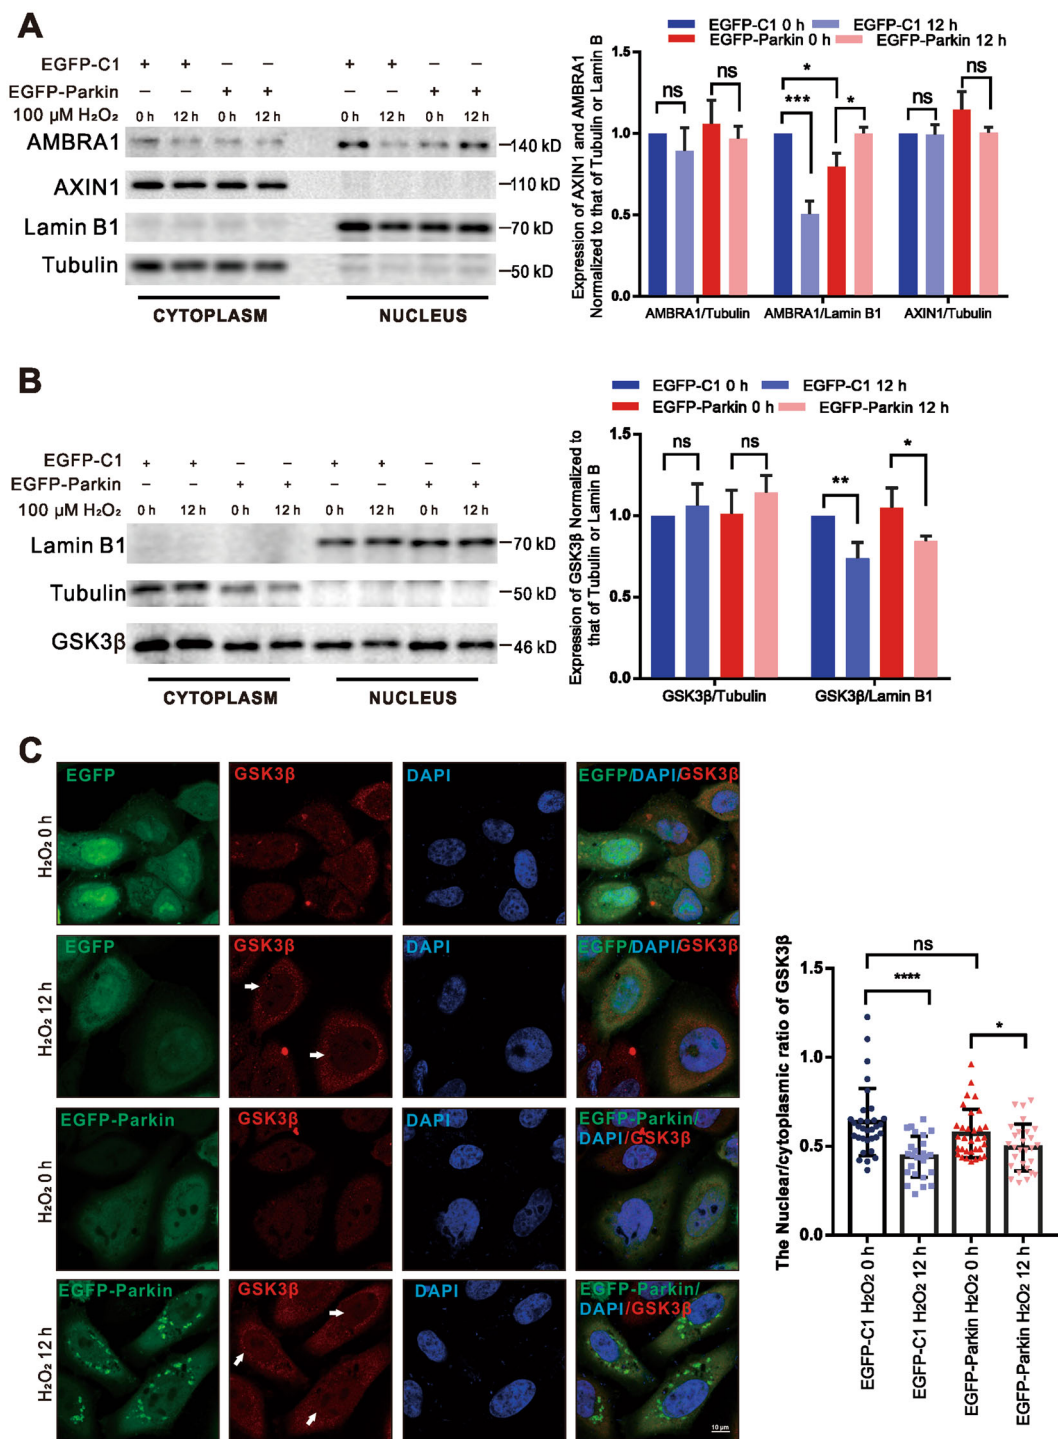 A
EGFP-C1 + + – – + + – –
EGFP-Parkin – – + + – – + +
100 µM H₂O₂ 0 h 12 h 0 h 12 h 0 h 12 h 0 h 12 h
AMBRA1 –140 kD
AXIN1 –110 kD
Lamin B1 –70 kD
Tubulin –50 kD
CYTOPLASM NUCLEUS
EGFP-C1 0 h EGFP-C1 12 h
EGFP-Parkin 0 h EGFP-Parkin 12 h
Expression of AXIN1 and AMBRA1
Normalized to that of Tubulin or Lamin B
1.5
1.0
0.5
0.0
ns ns *** * * ns ns
AMBRA1/Tubulin AMBRA1/Lamin B1 AXIN1/Tubulin
B
EGFP-C1 + + – – + + – –
EGFP-Parkin – – + + – – + +
100 µM H₂O₂ 0 h 12 h 0 h 12 h 0 h 12 h 0 h 12 h
Lamin B1 –70 kD
Tubulin –50 kD
GSK3β –46 kD
CYTOPLASM NUCLEUS
EGFP-C1 0 h EGFP-C1 12 h
EGFP-Parkin 0 h EGFP-Parkin 12 h
Expression of GSK3β Normalized to
that of Tubulin or Lamin B
1.5
1.0
0.5
0.0
ns ns ** *
GSK3β/Tubulin GSK3β/Lamin B1
C
H₂O₂ 0 h
EGFP GSK3β DAPI EGFP/DAPI/GSK3β
H₂O₂ 12 h
EGFP GSK3β DAPI EGFP/DAPI/GSK3β
H₂O₂ 0 h
EGFP-Parkin GSK3β DAPI EGFP-Parkin/
DAPI/GSK3β
H₂O₂ 12 h
EGFP-Parkin GSK3β DAPI EGFP-Parkin/
DAPI/GSK3β
10 µm
The Nuclear/cytoplasmic ratio of GSK3β
1.5
1.0
0.5
0.0
ns
****
*
EGFP-C1 H₂O₂ 0 h
EGFP-C1 H₂O₂ 12 h
EGFP-Parkin H₂O₂ 0 h
EGFP-Parkin H₂O₂ 12 h